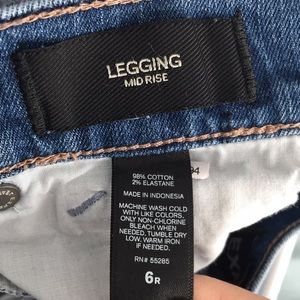 LEGGING
MID RISE
94
98% COTTON
2% ELASTANE
MADE IN INDONESIA
MACHINE WASH COLD
WITH LIKE COLORS.
ONLY NON-CHLORINE
BLEACH WHEN
NEEDED. TUMBLE DRY
LOW. WARM IRON IF
NEEDED.
RN# 55285
6R